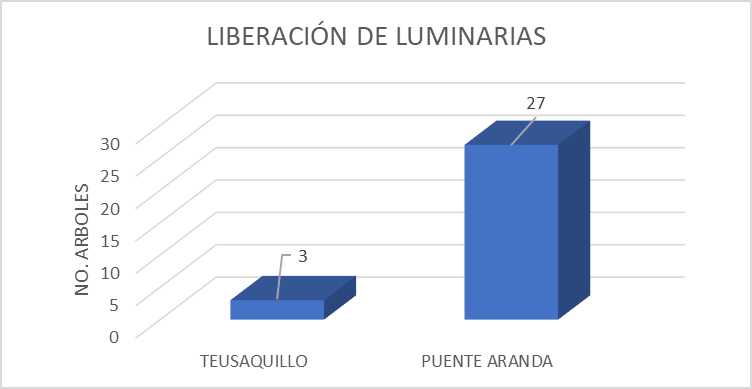 LIBERACIÓN DE LUMINARIAS
27
3
30
25
20
15
10
5
0
NO. ARBOLES
TEUSAQUILLO
PUENTE ARANDA